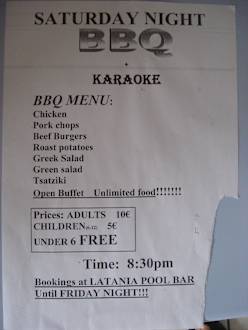 SATURDAY NIGHT
BBQ
+
KARAOKE
BBQ MENU:
Chicken
Pork chops
Beef Burgers
Roast potatoes
Greek Salad
Green salad
Tsatziki
Open Buffet Unlimited food!!!!!!!
Prices: ADULTS 10€
CHILDREN(6-12) 5€
UNDER 6 FREE
Time: 8:30pm
Bookings at LATANIA POOL BAR
Until FRIDAY NIGHT!!!